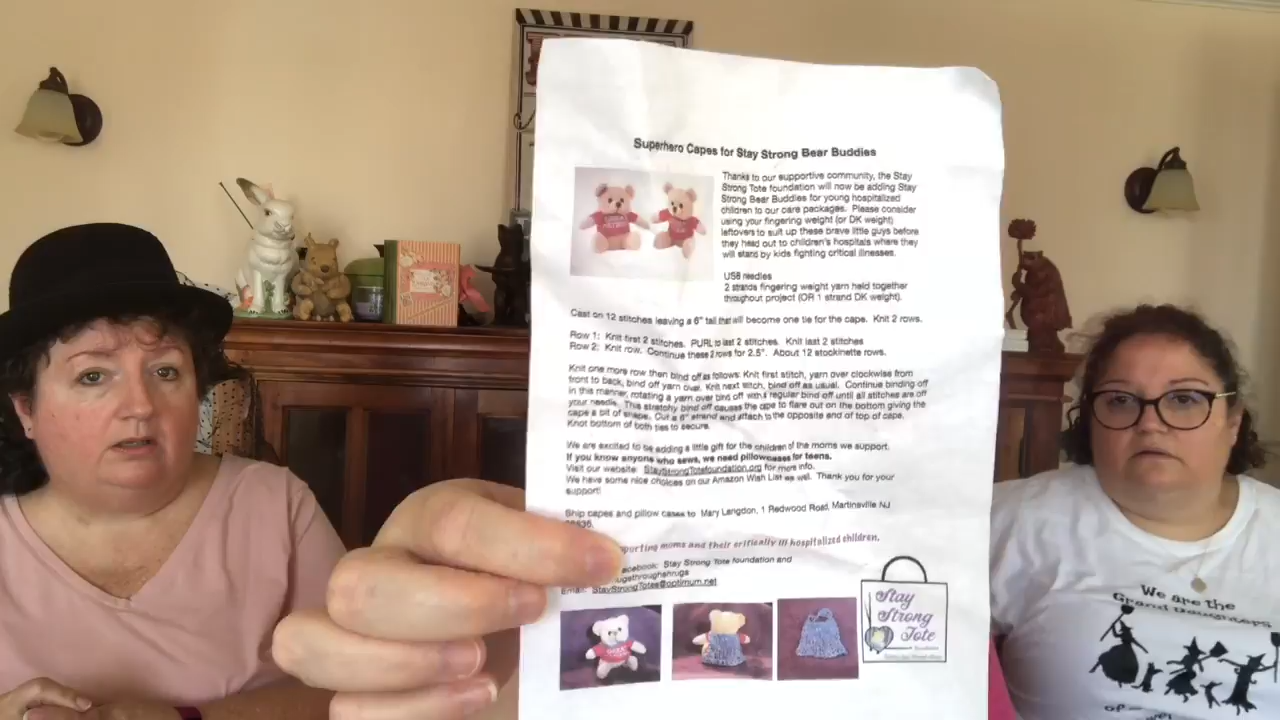 Superhero Capes for Stay Strong Bear Buddies
Thanks to our supportive community, the Stay
Strong Tote foundation will now be adding Stay
Strong Bear Buddies for young hospitalized
children to our care packages. Please consider
using your fingering weight (or DK weight)
leftovers to suit up these brave little guys before
they head out to children's hospitals where they
will stand by kids fighting critical illnesses.
US8 needles
2 strands fingering weight yarn held together
throughout project (OR 1 strand DK weight).
Cast on 12 stitches leaving a 6" tail that will become one tie for the cape. Knit 2 rows.
Row 1: Knit first 2 stitches. PURL to last 2 stitches. Knit last 2 stitches
Row 2: Knit row. Continue these 2 rows for 2.5". About 12 stockinette rows.
Knit one more row then bind off as follows: Knit first stitch, yarn over clockwise from
front to back, bind off yarn over. Knit next stitch, bind off as usual. Continue binding off
in this manner, rotating a yarn over bind off with a regular bind off until all stitches are off
your needle. This stretchy bind off causes the cape to flare out on the bottom giving the
cape a bit of shape. Cut a 6" strand and attach to the opposite end of top of cape.
Knot bottom of both ties to secure.
We are excited to be adding a little gift for the children of the moms we support.
If you know anyone who sews, we need pillowcases for teens.
Visit our website: StayStrongTotefoundation.org for more info.
We have some nice choices on our Amazon Wish List as well. Thank you for your
support!
Ship capes and pillow cases to Mary Langdon, 1 Redwood Road, Martinsville NJ
08836.
porting moms and their critically ill hospitalized children.
acebook: Stay Strong Tote foundation and
ugsthroughshrugs
Email: StayStrongTotes@optimum.net
Stay
Strong
Tote
We are the
Grand Daughters
of